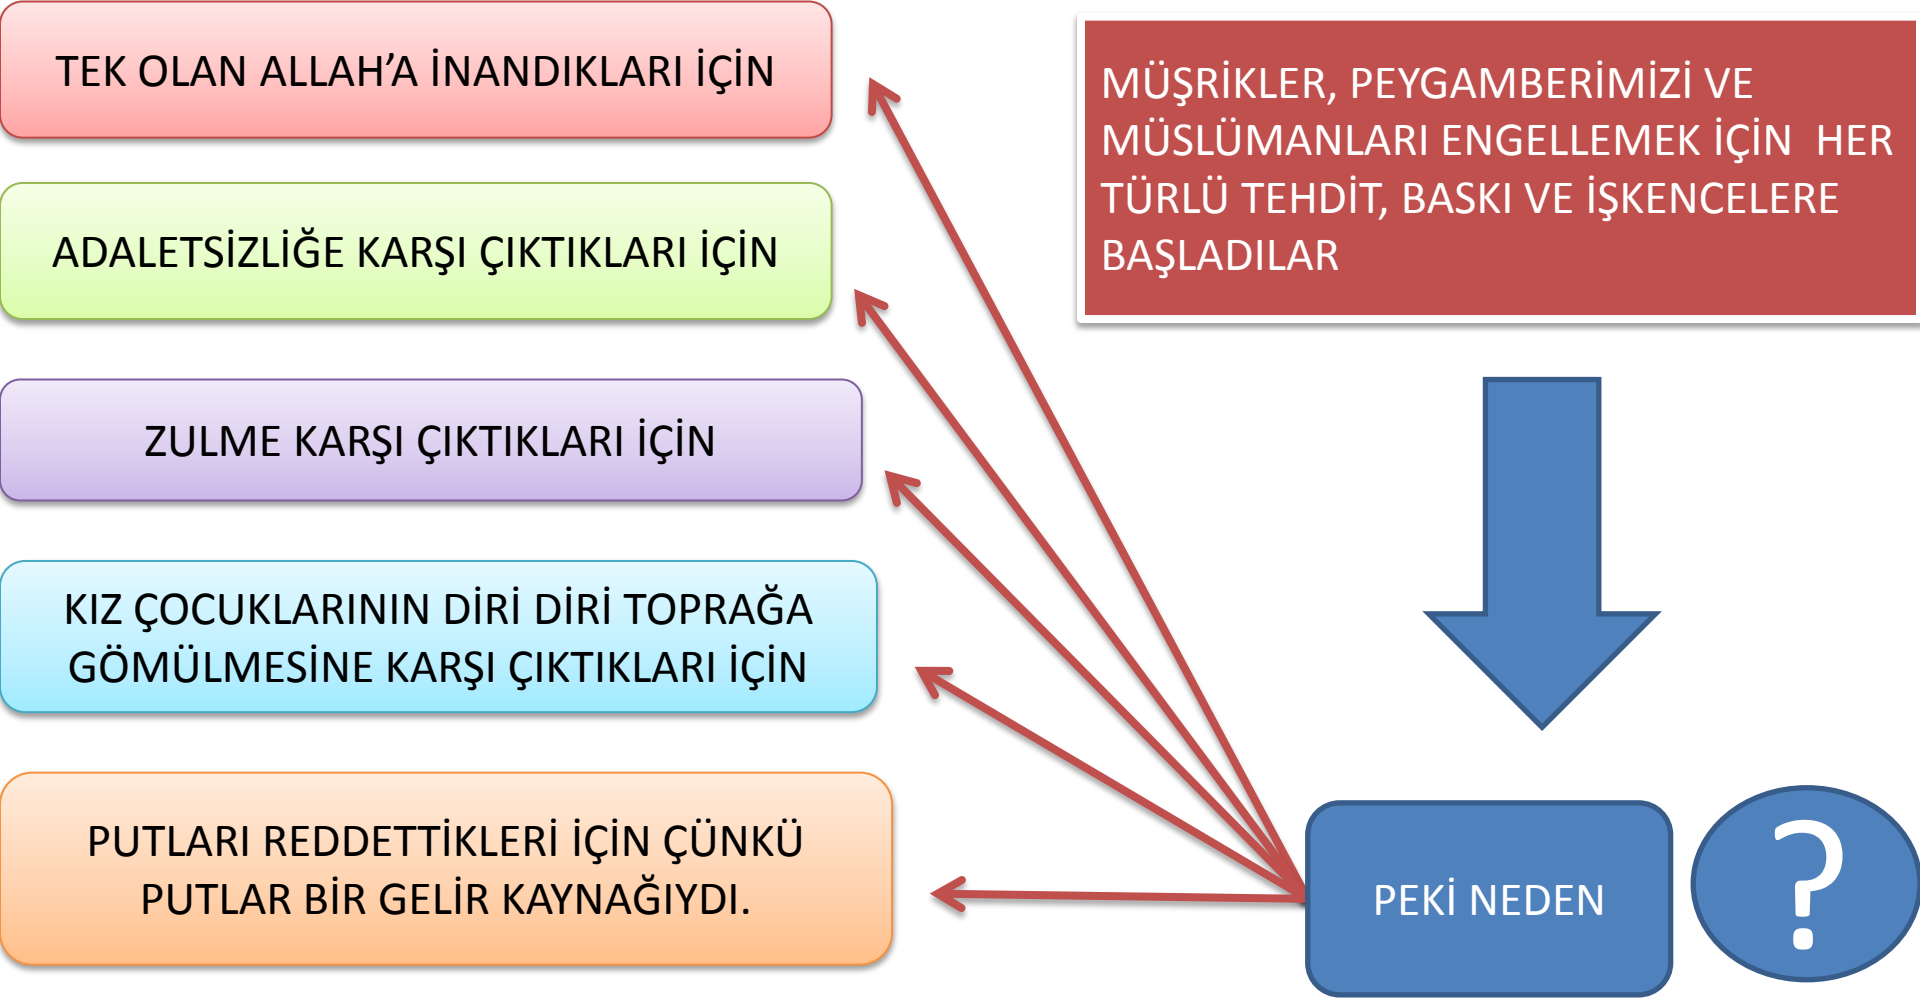 TEK OLAN ALLAH’A İNANDIKLARI İÇİN
ADALETSİZLİĞE KARŞI ÇIKTIKLARI İÇİN
ZULME KARŞI ÇIKTIKLARI İÇİN
KIZ ÇOCUKLARININ DİRİ DİRİ TOPRAĞA
GÖMÜLMESİNE KARŞI ÇIKTIKLARI İÇİN
PUTLARI REDDETTİKLERİ İÇİN ÇÜNKÜ
PUTLAR BİR GELİR KAYNAĞIYDI.
MÜŞRİKLER, PEYGAMBERİMİZİ VE
MÜSLÜMANLARI ENGELLEMEK İÇİN  HER
TÜRLÜ TEHDİT, BASKI VE İŞKENCELERE
BAŞLADILAR
PEKİ NEDEN
?